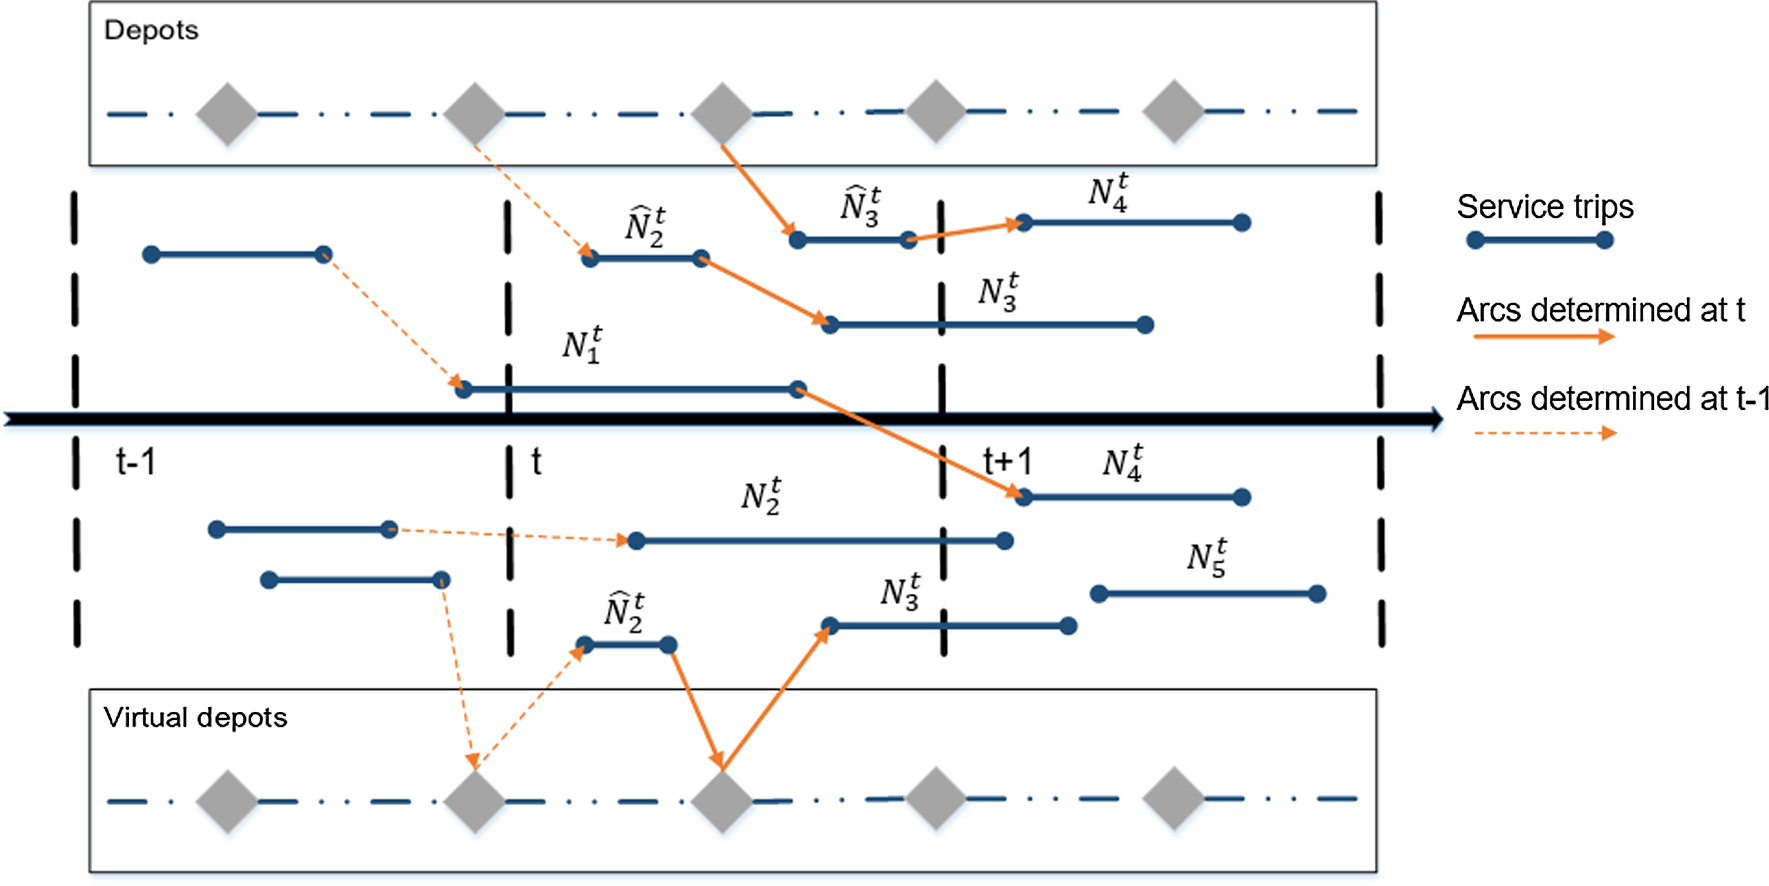 Depots
$\widehat{N}_2^t$
$\widehat{N}_3^t$
$N_4^t$
$N_3^t$
$N_1^t$
Service trips
Arcs determined at t
Arcs determined at t-1
t-1
t
t+1
$N_4^t$
$N_2^t$
$N_5^t$
$N_3^t$
$\widehat{N}_2^t$
Virtual depots